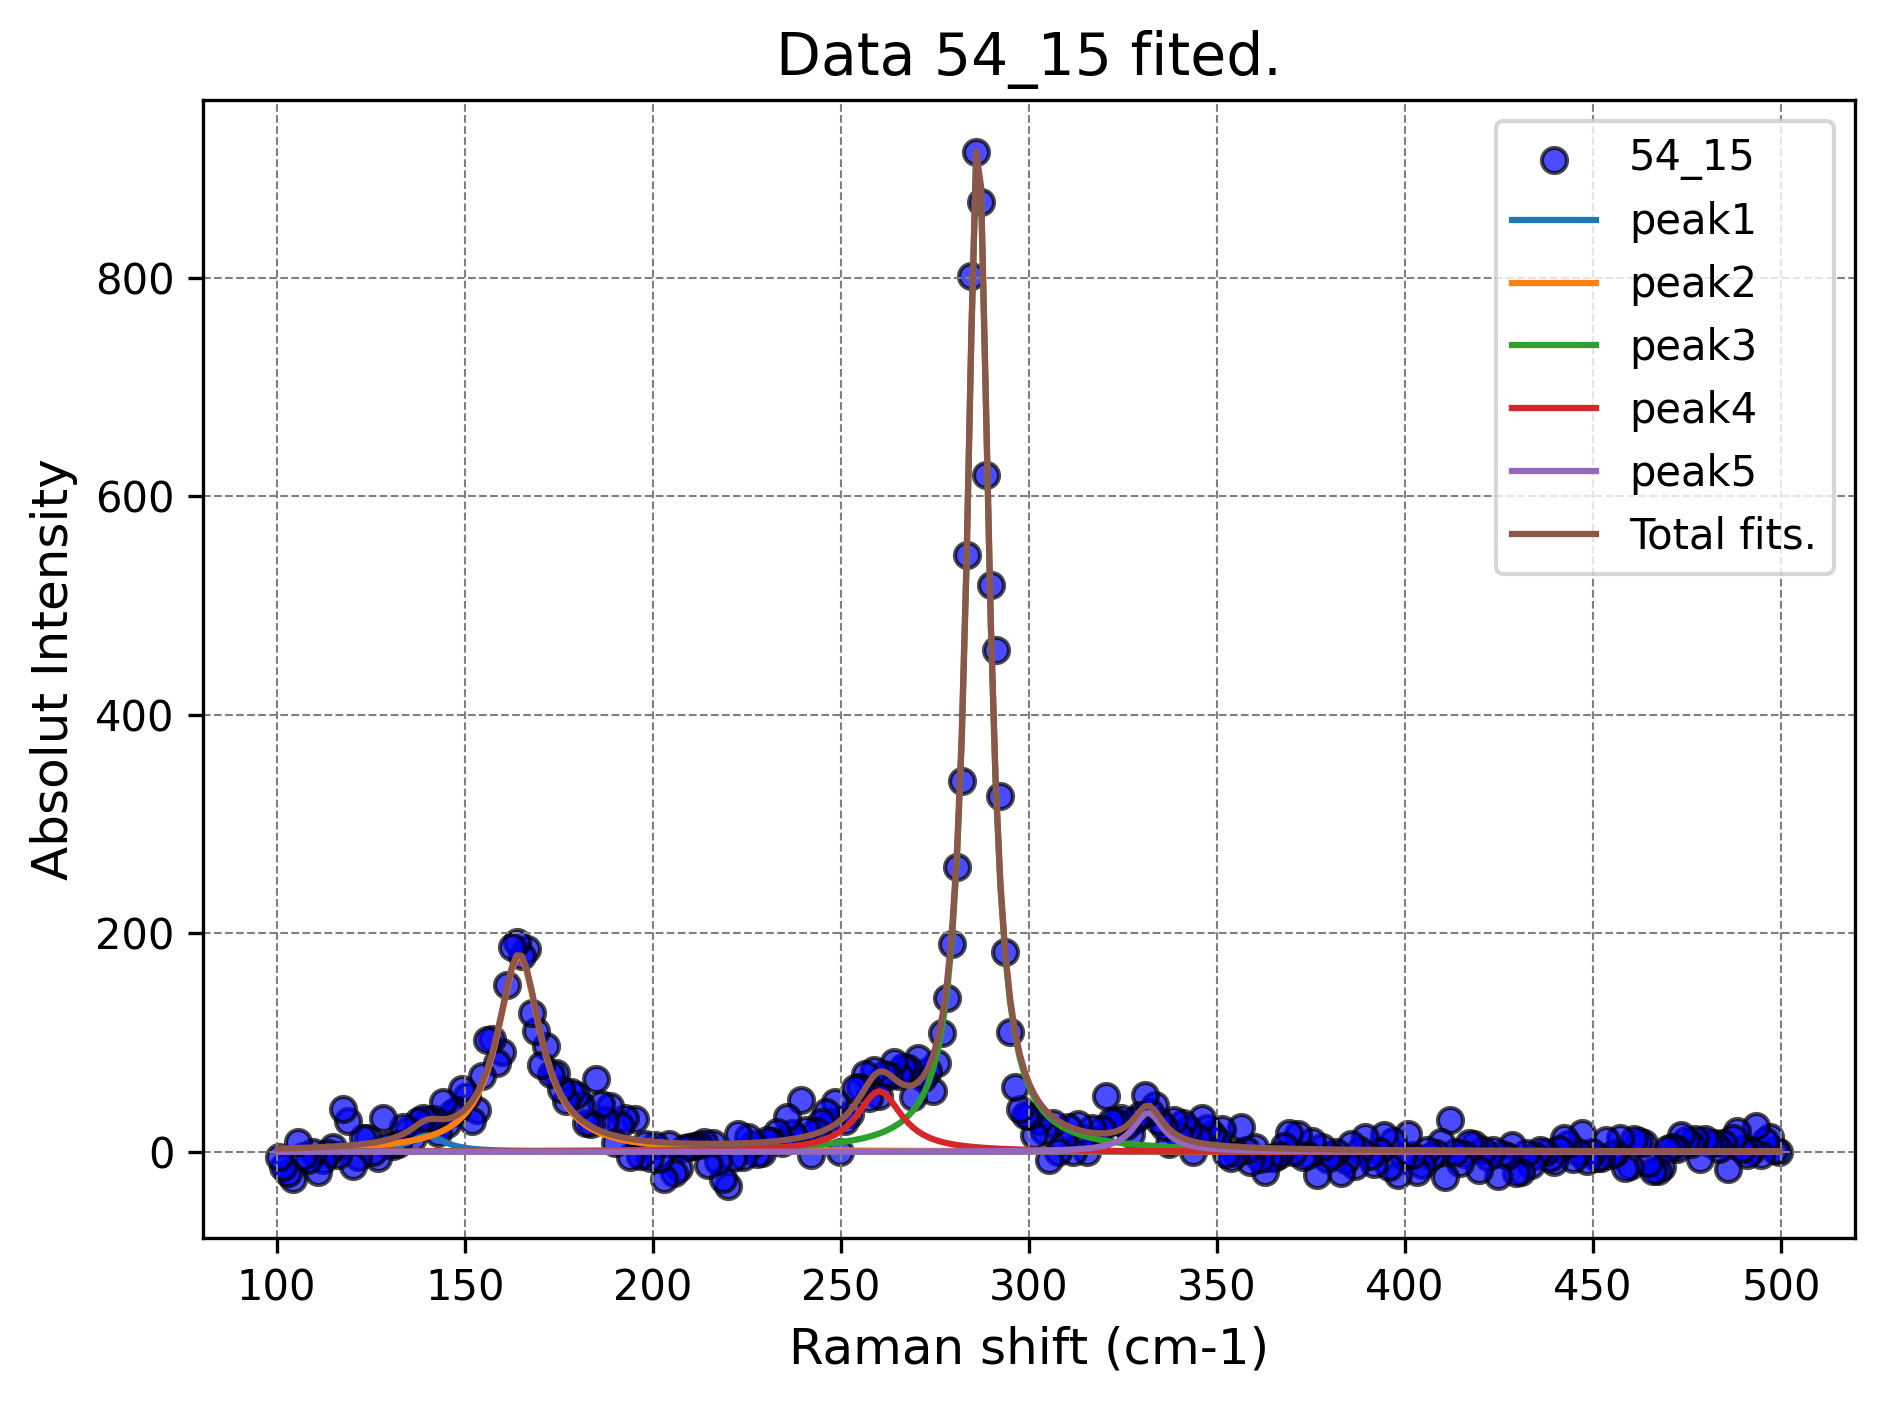 Data 54_15 fited.
54_15
peak1
peak2
peak3
peak4
peak5
Total fits.
Absolut Intensity
800
600
400
200
0
100 150 200 250 300 350 400 450 500
Raman shift (cm-1)